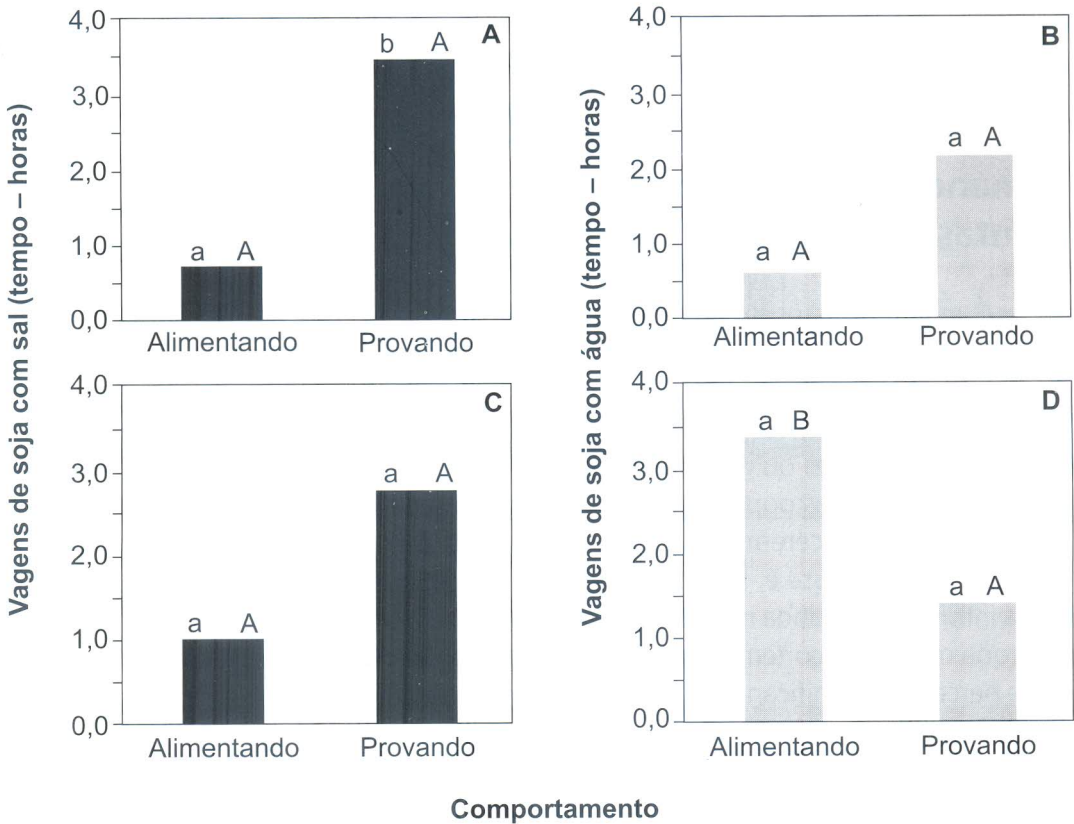 Vagens de soja com sal (tempo – horas)
4,0
3,0
2,0
1,0
0,0
A
a A
b A
Alimentando Provando
Vagens de soja com água (tempo – horas)
4,0
3,0
2,0
1,0
0,0
B
a A
a A
Alimentando Provando
4,0
3,0
2,0
1,0
0,0
C
a A
a A
Alimentando Provando
4,0
3,0
2,0
1,0
0,0
D
a B
a A
Alimentando Provando
Comportamento